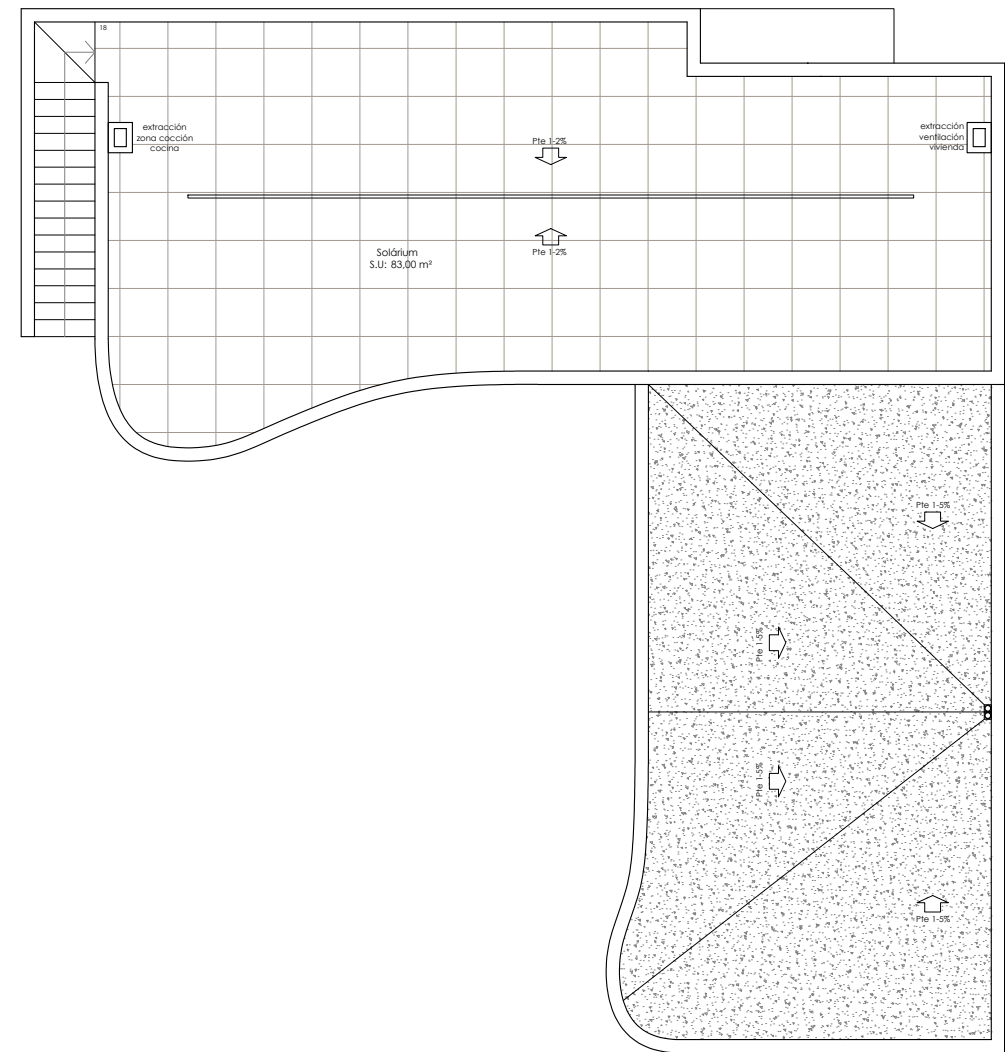 18
extracción
zona cocción
cocina
Pte 1-2%
extracción
ventilación
vivienda
Solárium
S.U: 83,00 m²
Pte 1-2%
Pte 1-5%
Pte 1-5%
Pte 1-5%
Pte 1-5%